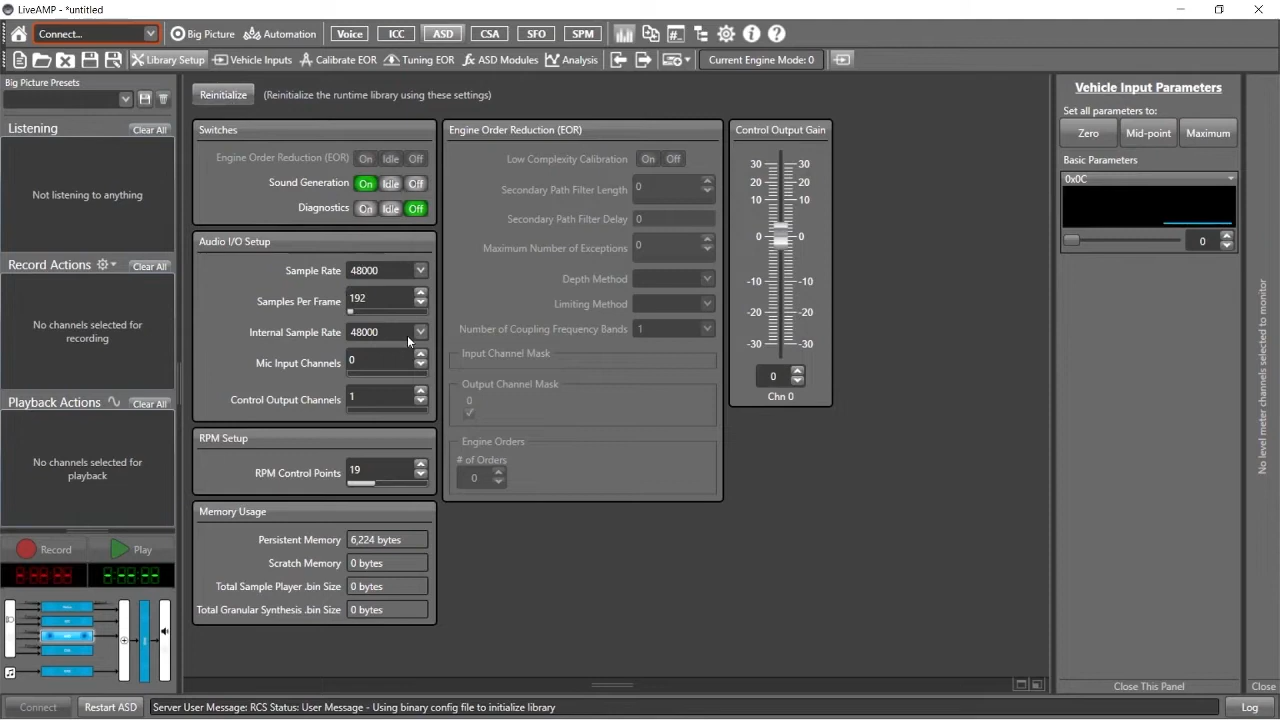 LiveAMP - *untitled
Connect...
Big Picture
Automation
Voice
ICC
ASD
CSA
SFO
SPM
Library Setup
Vehicle Inputs
Calibrate EOR
Tuning EOR
ASD Modules
Analysis
Current Engine Mode: 0
Big Picture Presets
Listening
Clear All
Not listening to anything
Record Actions
Clear All
No channels selected for
recording
Playback Actions
Clear All
No channels selected for
playback
Record
Play
Reinitialize
(Reinitialize the runtime library using these settings)
Switches
Engine Order Reduction (EOR) On Idle Off
Sound Generation On Idle Off
Diagnostics On Idle Off
Audio I/O Setup
Sample Rate 48000
Samples Per Frame 192
Internal Sample Rate 48000
Mic Input Channels 0
Control Output Channels 1
RPM Setup
RPM Control Points 19
Memory Usage
Persistent Memory 6,224 bytes
Scratch Memory 0 bytes
Total Sample Player .bin Size 0 bytes
Total Granular Synthesis .bin Size 0 bytes
Engine Order Reduction (EOR)
Low Complexity Calibration On Off
Secondary Path Filter Length 0
Secondary Path Filter Delay 0
Maximum Number of Exceptions 0
Depth Method
Limiting Method
Number of Coupling Frequency Bands 1
Input Channel Mask
Output Channel Mask
0
Engine Orders
# of Orders
0
Control Output Gain
30 30
20 20
10 10
0 0
-10 -10
-20 -20
-30 -30
0
Chn 0
Vehicle Input Parameters
Set all parameters to:
Zero
Mid-point
Maximum
Basic Parameters
0x0C
0
Close This Panel
No level meter channels selected to monitor
Close
Connect
Restart ASD
Server User Message: RCS Status: User Message - Using binary config file to initialize library
Log